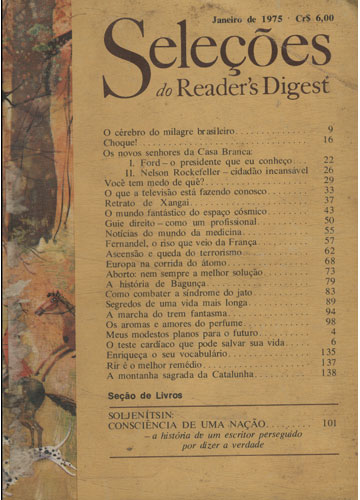 Janeiro de 1975 · Cr$ 6,00
Seleções
do Reader's Digest
O cérebro do milagre brasileiro 9
Choque! 16
Os novos senhores da Casa Branca:
I. Ford — o presidente que eu conheço 22
II. Nelson Rockefeller — cidadão incansável 26
Você tem medo de quê? 29
O que a televisão está fazendo conosco 33
Retrato de Xangai 37
O mundo fantástico do espaço cósmico 43
Guie direito — como um profissional 50
Notícias do mundo da medicina 55
Fernandel, o riso que veio da França 57
Ascensão e queda do terrorismo 62
Europa na corrida do átomo 68
Aborto: nem sempre a melhor solução 73
A história de Bagunça 79
Como combater a síndrome do jato 83
Segredos de uma vida mais longa 89
A marcha do trem fantasma 94
Os aromas e amores do perfume 98
Meus modestos planos para o futuro 4
O teste cardíaco que pode salvar sua vida 6
Enriqueça o seu vocabulário 135
Rir é o melhor remédio 137
A montanha sagrada da Catalunha 138
Seção de Livros
SOLJENÍTSIN:
CONSCIÊNCIA DE UMA NAÇÃO 101
— a história de um escritor perseguido
por dizer a verdade